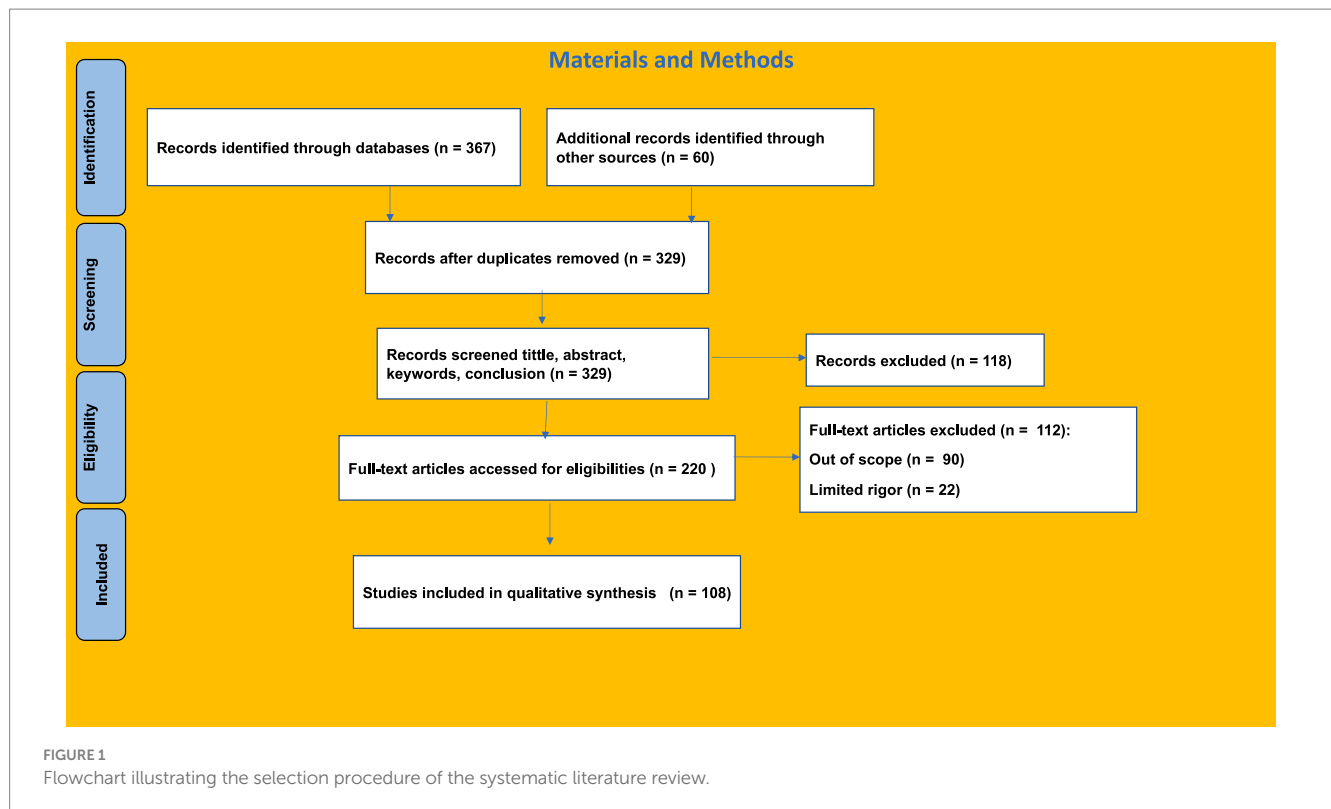 Materials and Methods
Identification
Records identified through databases (n = 367)
Additional records identified through
other sources (n = 60)
Screening
Records after duplicates removed (n = 329)
Records screened tittle, abstract,
keywords, conclusion (n = 329)
Records excluded (n = 118)
Eligibility
Full-text articles accessed for eligibilities (n = 220 )
Full-text articles excluded (n = 112):
Out of scope (n = 90)
Limited rigor (n = 22)
Included
Studies included in qualitative synthesis (n = 108)
FIGURE 1
Flowchart illustrating the selection procedure of the systematic literature review.